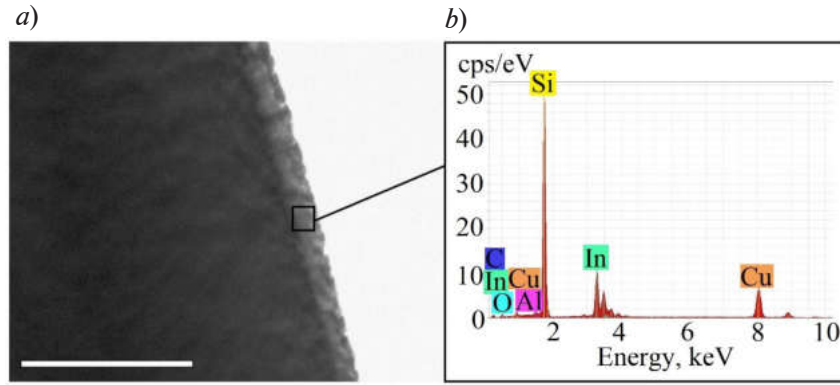 a)
b)
cps/eV
50
40
30
20
10
0
Si
C
In
O
Cu
Al
In
Cu
2 4 6 8 10
Energy, keV